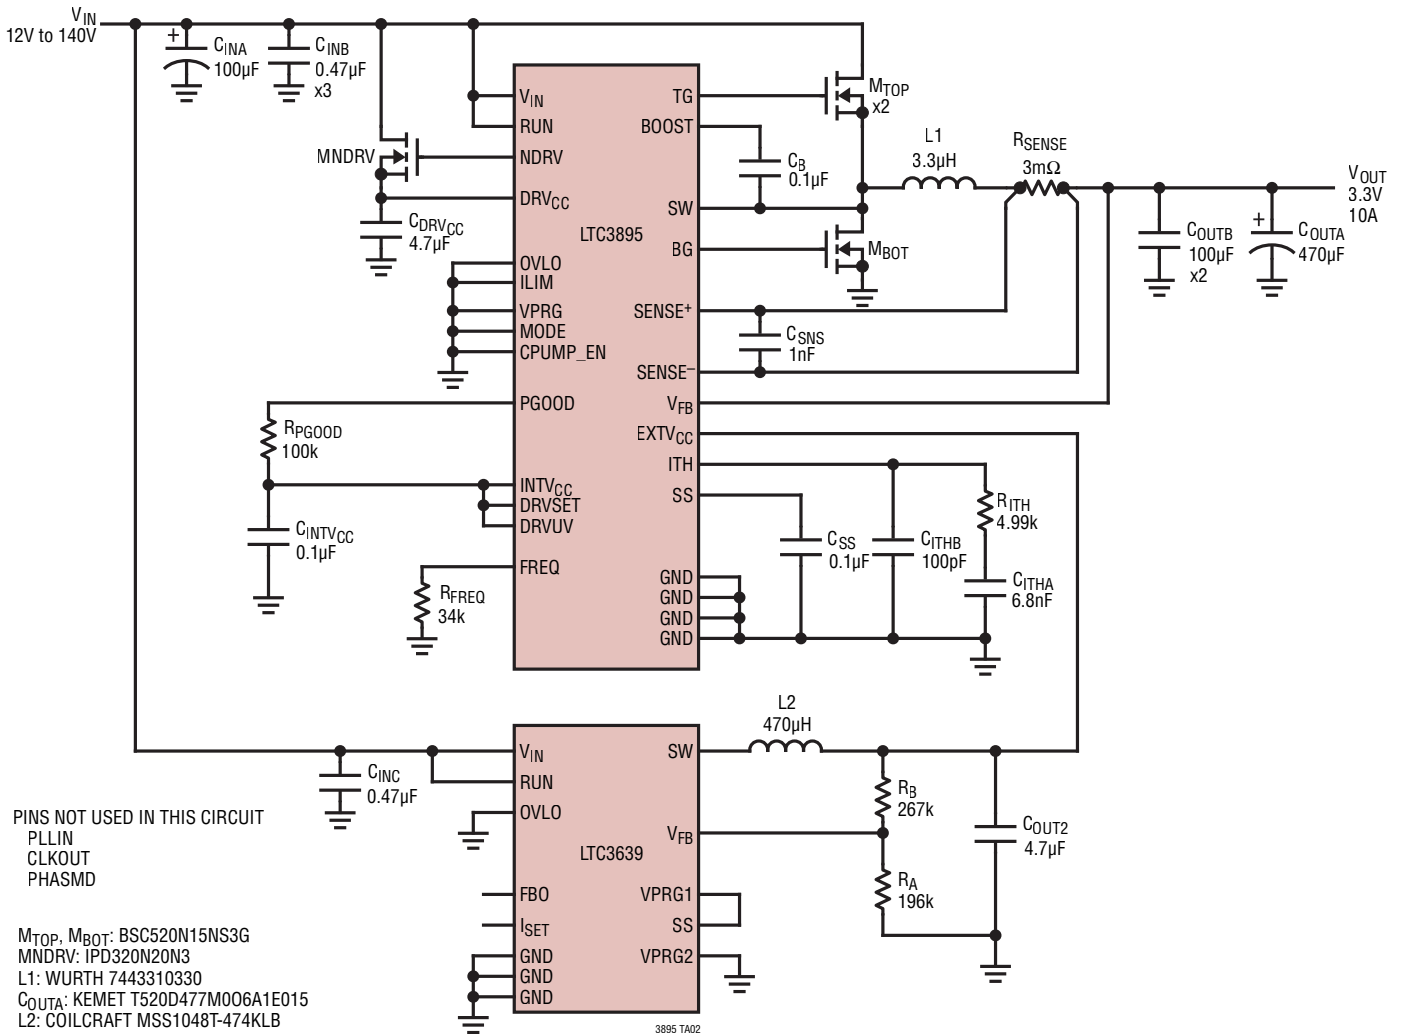 VIN
12V to 140V
CINA
100µF
CINB
0.47µF
x3
MNDRV
CDRVCC
4.7µF
VIN
RUN
NDRV
DRVCC
LTC3895
OVLO
ILIM
VPRG
MODE
CPUMP_EN
PGOOD
INTVCC
DRVSET
DRVUV
FREQ
TG
BOOST
SW
BG
SENSE+
SENSE–
VFB
EXTVCC
ITH
SS
GND
GND
GND
GND
RPGOOD
100k
CINTVCC
0.1µF
RFREQ
34k
MTOP
x2
CB
0.1µF
MBOT
L1
3.3µH
RSENSE
3mΩ
VOUT
3.3V
10A
COUTB
100µF
x2
COUTA
470µF
CSNS
1nF
CSS
0.1µF
CITHB
100pF
RITH
4.99k
CITHA
6.8nF
CINC
0.47µF
VIN
RUN
OVLO
LTC3639
FBO
ISET
GND
GND
GND
SW
VFB
VPRG1
SS
VPRG2
L2
470µH
RB
267k
RA
196k
COUT2
4.7µF
PINS NOT USED IN THIS CIRCUIT
PLLIN
CLKOUT
PHASMD
MTOP, MBOT: BSC520N15NS3G
MNDRV: IPD320N20N3
L1: WURTH 7443310330
COUTA: KEMET T520D477M006A1E015
L2: COILCRAFT MSS1048T-474KLB
3895 TA02